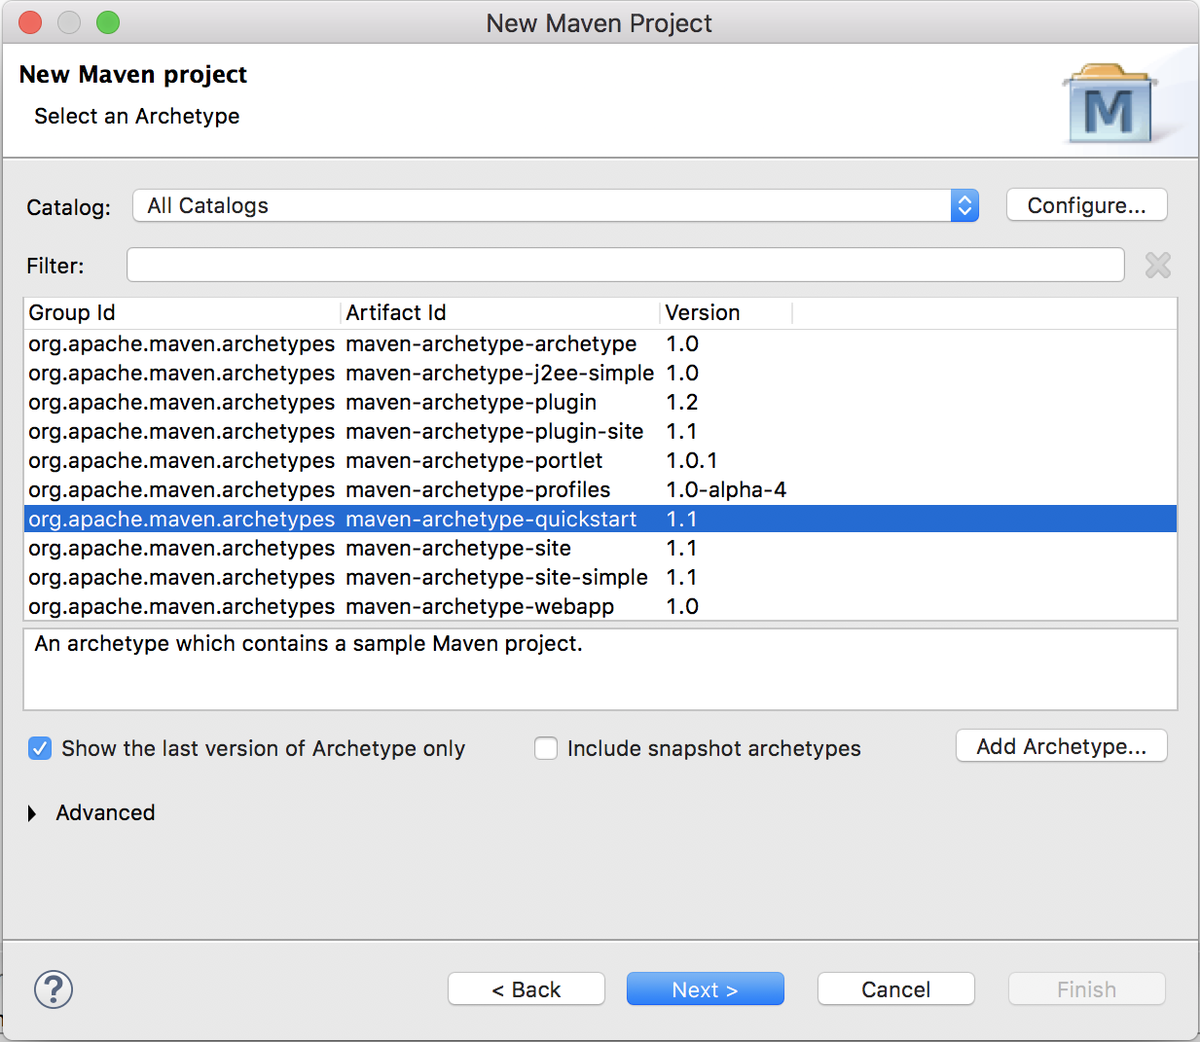 New Maven Project
New Maven project
Select an Archetype
M
Catalog: All Catalogs Configure...
Filter:
Group Id Artifact Id Version
org.apache.maven.archetypes maven-archetype-archetype 1.0
org.apache.maven.archetypes maven-archetype-j2ee-simple 1.0
org.apache.maven.archetypes maven-archetype-plugin 1.2
org.apache.maven.archetypes maven-archetype-plugin-site 1.1
org.apache.maven.archetypes maven-archetype-portlet 1.0.1
org.apache.maven.archetypes maven-archetype-profiles 1.0-alpha-4
org.apache.maven.archetypes maven-archetype-quickstart 1.1
org.apache.maven.archetypes maven-archetype-site 1.1
org.apache.maven.archetypes maven-archetype-site-simple 1.1
org.apache.maven.archetypes maven-archetype-webapp 1.0
An archetype which contains a sample Maven project.
Show the last version of Archetype only Include snapshot archetypes Add Archetype...
Advanced
? < Back Next > Cancel Finish